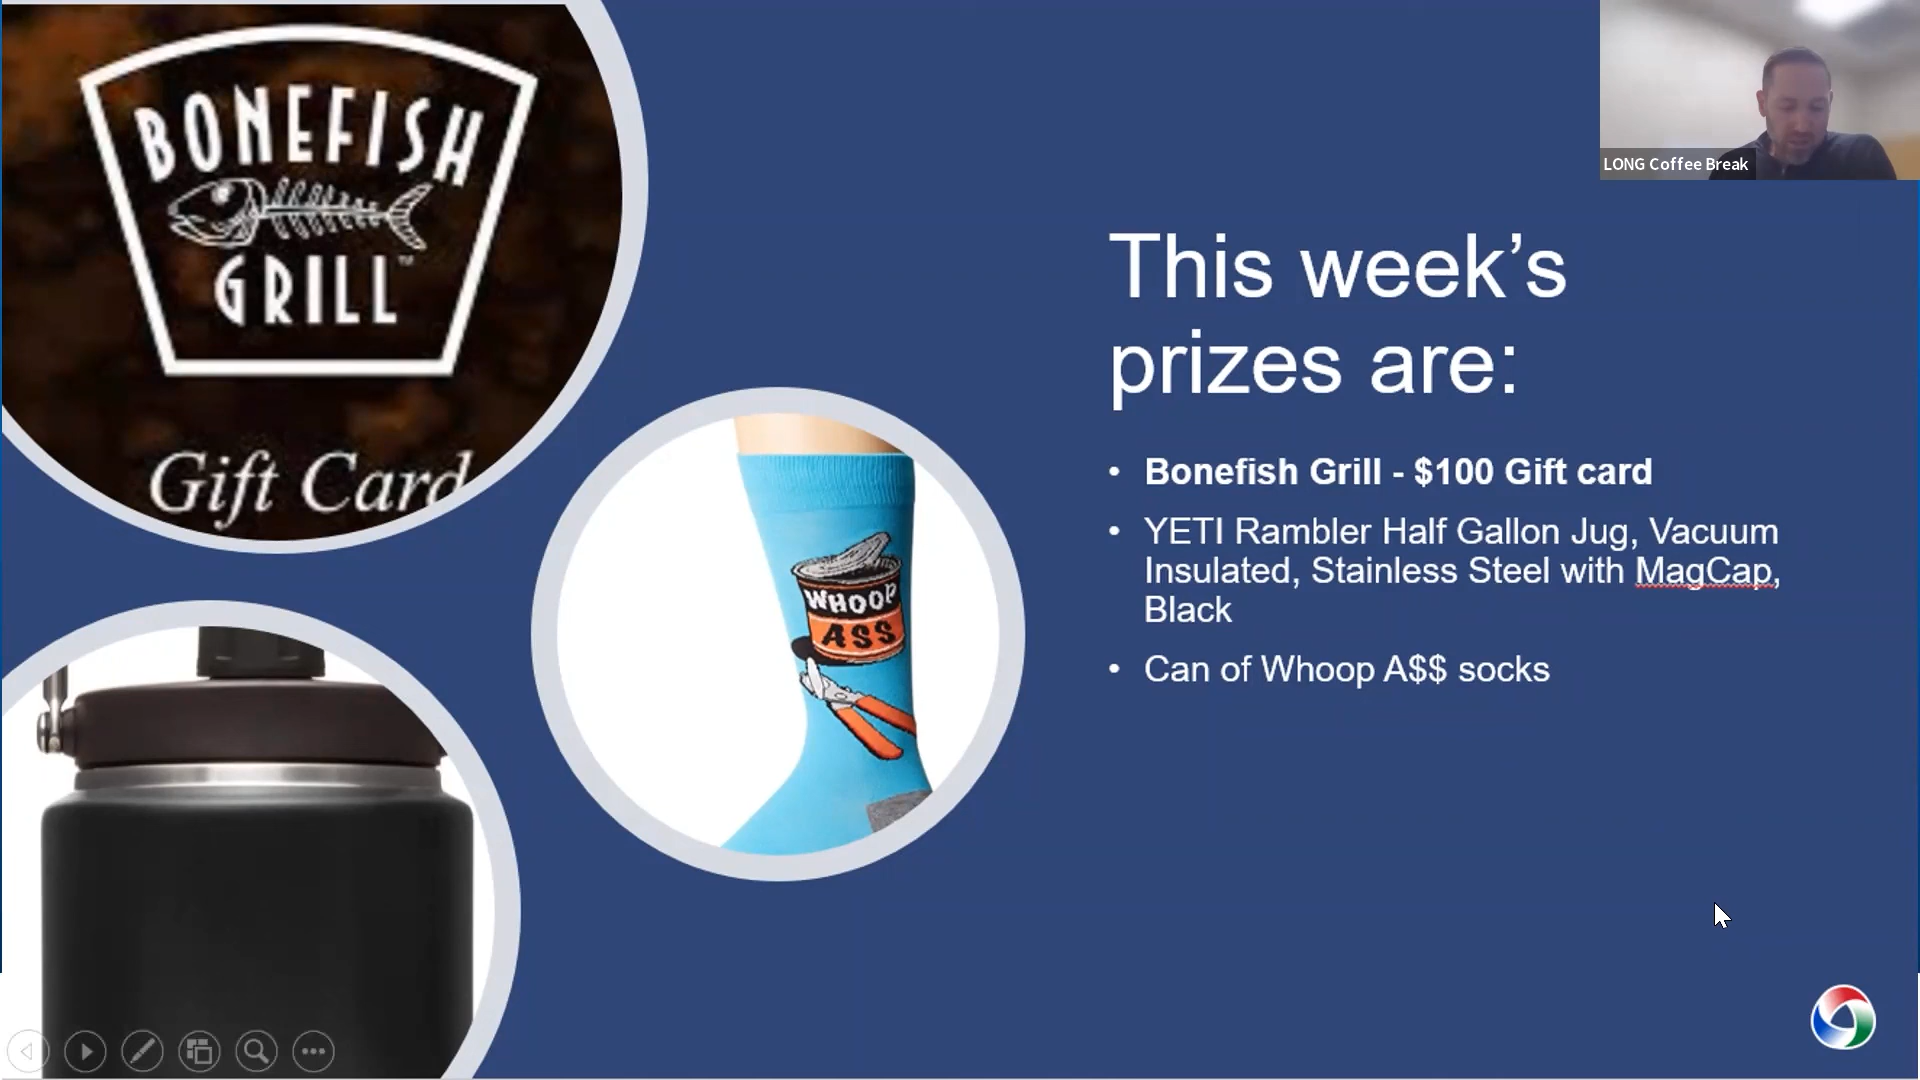 BONEFISH
GRILL™
Gift Card
WHOOP
ASS
LONG Coffee Break
This week’s
prizes are:
• Bonefish Grill - $100 Gift card
• YETI Rambler Half Gallon Jug, Vacuum
Insulated, Stainless Steel with MagCap,
Black
• Can of Whoop A$$ socks